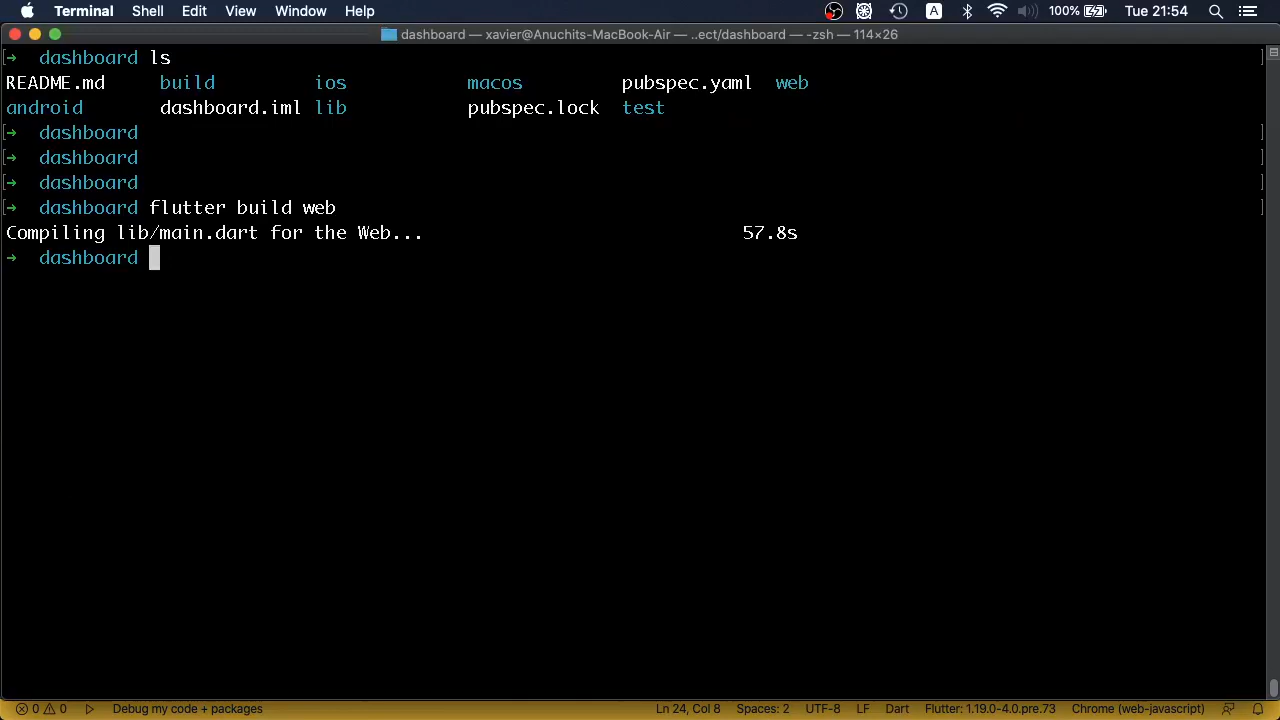 Terminal Shell Edit View Window Help A 100% Tue 21:54
dashboard — xavier@Anuchits-MacBook-Air — ..ect/dashboard — -zsh — 114×26
[→ dashboard ls ]
README.md build ios macos pubspec.yaml web
android dashboard.iml lib pubspec.lock test
[→ dashboard ]
[→ dashboard ]
[→ dashboard ]
[→ dashboard flutter build web ]
Compiling lib/main.dart for the Web... 57.8s
→ dashboard
0 0 Debug my code + packages Ln 24, Col 8 Spaces: 2 UTF-8 LF Dart Flutter: 1.19.0-4.0.pre.73 Chrome (web-javascript)